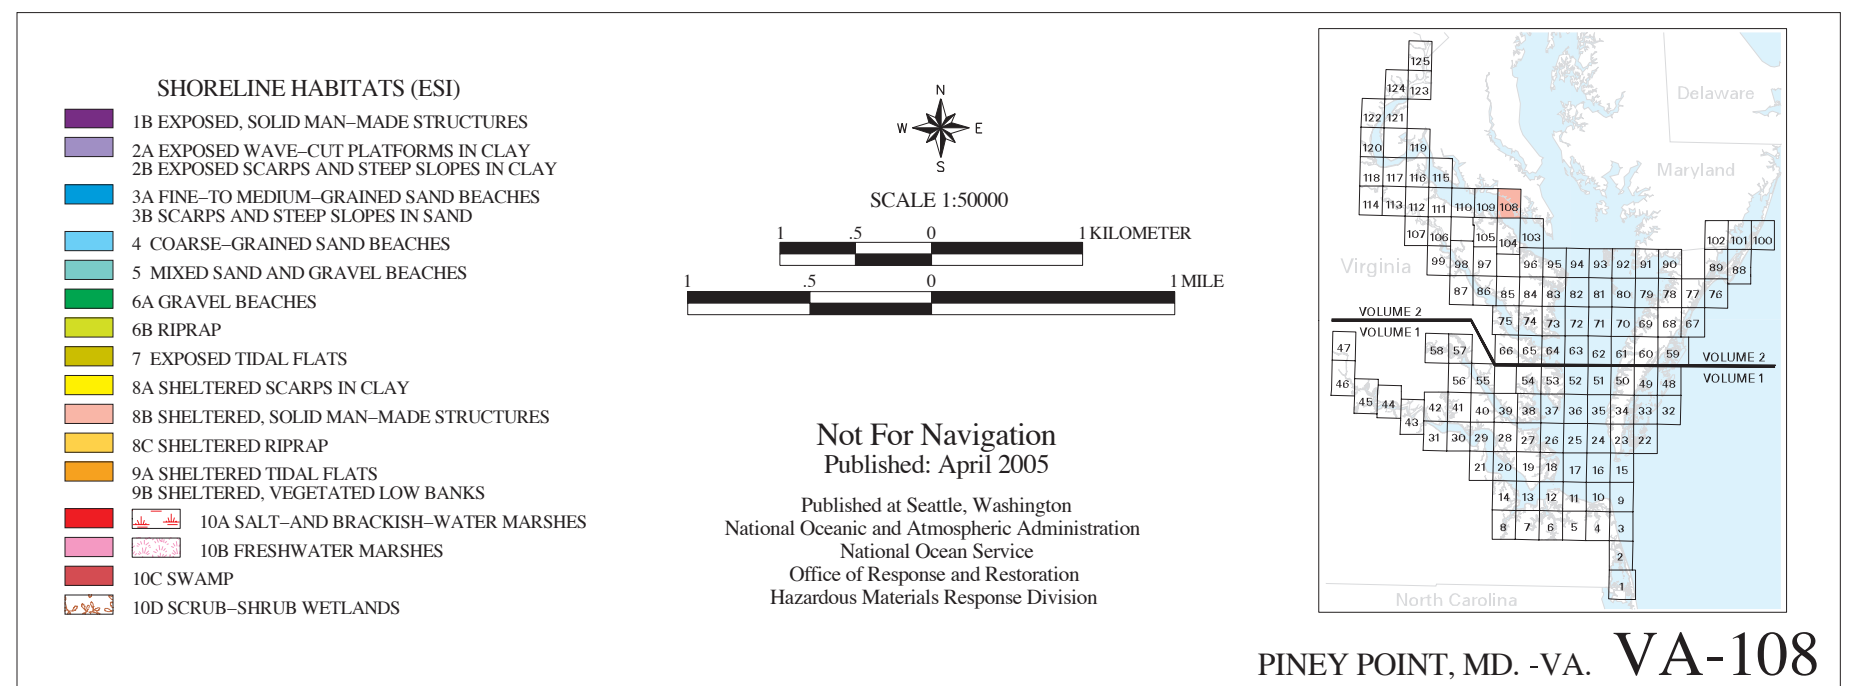 SHORELINE HABITATS (ESI)
1B EXPOSED, SOLID MAN–MADE STRUCTURES
2A EXPOSED WAVE–CUT PLATFORMS IN CLAY
2B EXPOSED SCARPS AND STEEP SLOPES IN CLAY
3A FINE–TO MEDIUM–GRAINED SAND BEACHES
3B SCARPS AND STEEP SLOPES IN SAND
4 COARSE–GRAINED SAND BEACHES
5 MIXED SAND AND GRAVEL BEACHES
6A GRAVEL BEACHES
6B RIPRAP
7 EXPOSED TIDAL FLATS
8A SHELTERED SCARPS IN CLAY
8B SHELTERED, SOLID MAN–MADE STRUCTURES
8C SHELTERED RIPRAP
9A SHELTERED TIDAL FLATS
9B SHELTERED, VEGETATED LOW BANKS
10A SALT–AND BRACKISH–WATER MARSHES
10B FRESHWATER MARSHES
10C SWAMP
10D SCRUB–SHRUB WETLANDS
N
W E
S
SCALE 1:50000
1 .5 0 1 KILOMETER
1 .5 0 1 MILE
Not For Navigation
Published: April 2005
Published at Seattle, Washington
National Oceanic and Atmospheric Administration
National Ocean Service
Office of Response and Restoration
Hazardous Materials Response Division
125
124 123
Delaware
122 121
120 119
Maryland
118 117 116 115
114 113 112 111 110 109 108
107 106 105 104 103 102 101 100
Virginia
99 98 97 96 95 94 93 92 91 90 89 88
87 86 85 84 83 82 81 80 79 78 77 76
VOLUME 2
75 74 73 72 71 70 69 68 67
VOLUME 1
47 58 57 66 65 64 63 62 61 60 59 VOLUME 2
46 56 55 54 53 52 51 50 49 48 VOLUME 1
45 44 42 41 40 39 38 37 36 35 34 33 32
43
31 30 29 28 27 26 25 24 23 22
21 20 19 18 17 16 15
14 13 12 11 10 9
8 7 6 5 4 3
2
1
North Carolina
PINEY POINT, MD. -VA. VA-108